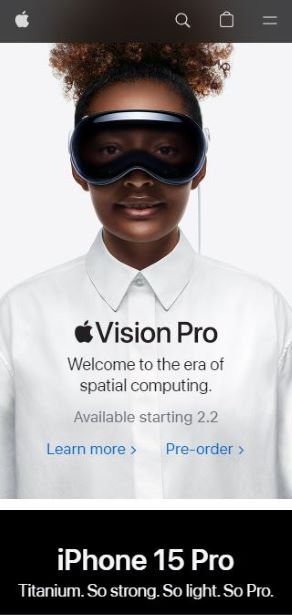 Vision Pro
Welcome to the era of
spatial computing.
Available starting 2.2
Learn more >
Pre-order >
iPhone 15 Pro
Titanium. So strong. So light. So Pro.